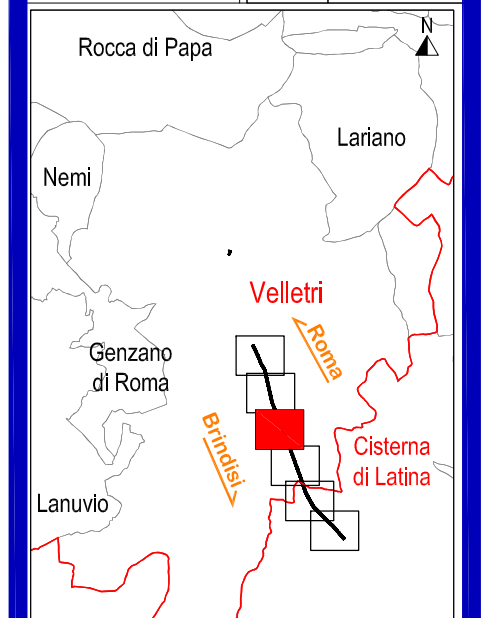 N
Rocca di Papa
Lariano
Nemi
Velletri
Roma
Genzano
di Roma
Brindisi
Cisterna
di Latina
Lanuvio